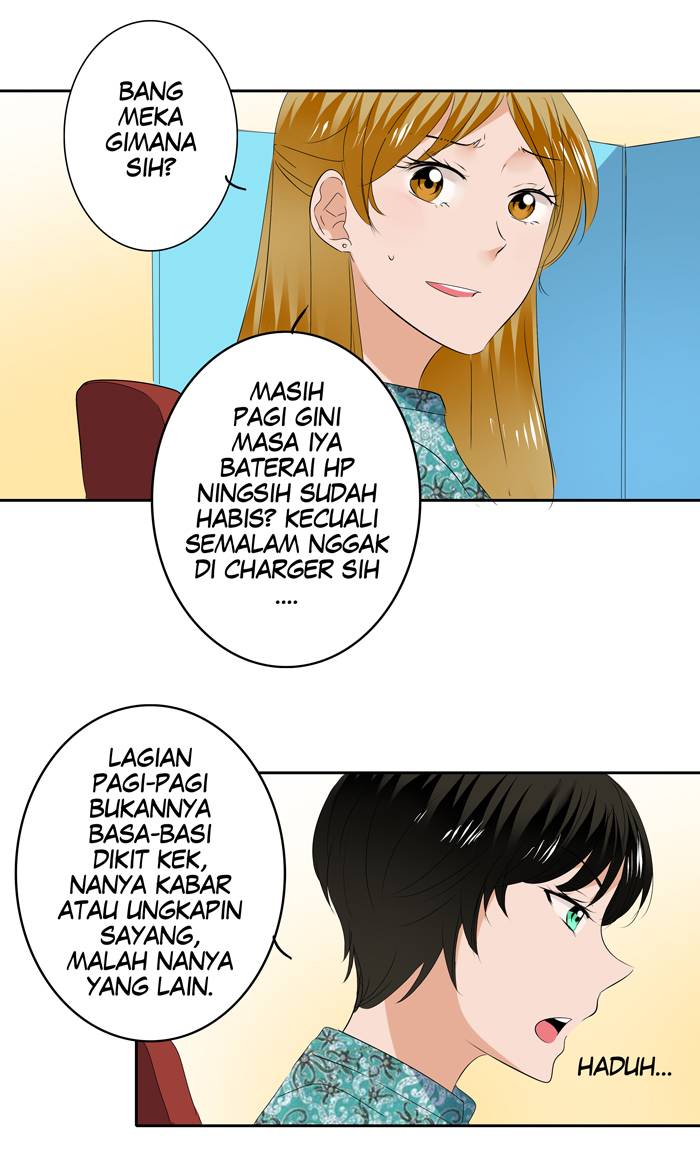 BANG
MEKA
GIMANA
SIH?
MASIH
PAGI GINI
MASA IYA
BATERAI HP
NINGSIH SUDAH
HABIS? KECUALI
SEMALAM NGGAK
DI CHARGER SIH
....
LAGIAN
PAGI-PAGI
BUKANNYA
BASA-BASI
DIKIT KEK,
NANYA KABAR
ATAU UNGKAPIN
SAYANG,
MALAH NANYA
YANG LAIN.
HADUH...